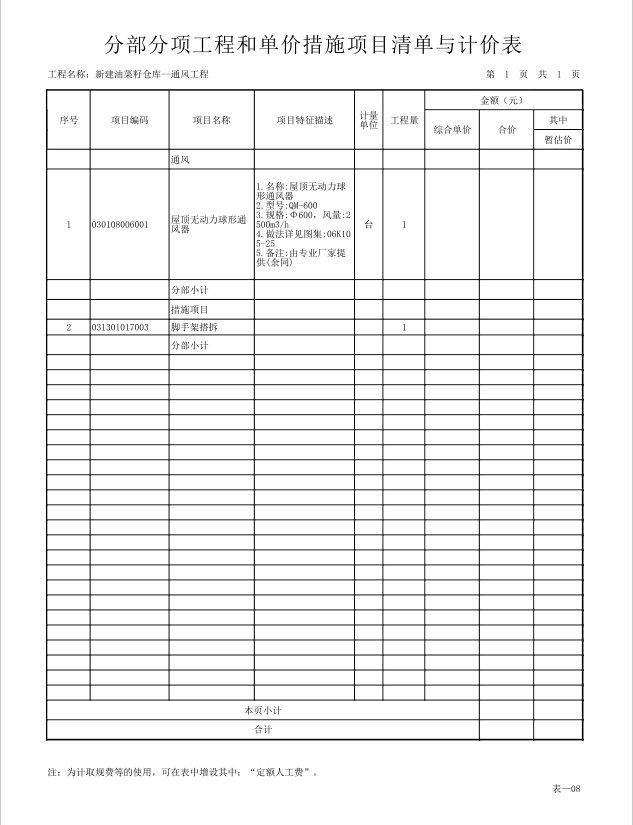 分部分项工程和单价措施项目清单与计价表
工程名称：新建油菜籽仓库--通风工程 第 1 页 共 1 页
序号 项目编码 项目名称 项目特征描述 计量单位 工程量 金额（元）
综合单价 合价 其中
暂估价
通风
1 030108006001 屋顶无动力球形通风器 1.名称:屋顶无动力球
形通风器
2.型号:QM-600
3.规格:Φ600，风量:2
500m3/h
4.做法详见图集:06K10
5-25
5.备注:由专业厂家提
供(余同) 台 1
分部小计
措施项目
2 031301017003 脚手架搭拆 1
分部小计
本页小计
合计
注：为计取规费等的使用，可在表中增设其中：“定额人工费”。
表—08